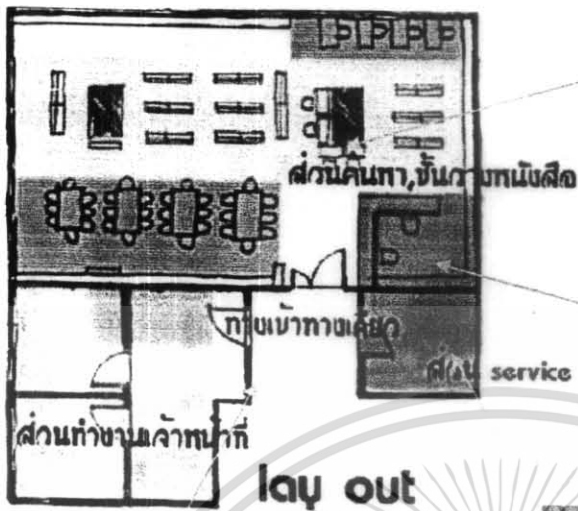 ส่วนค้นหา,ชั้นวางหนังสือ
ทางเข้าทางเดียว
ส่วน service
ส่วนทำงานเจ้าหน้าที่
lay out